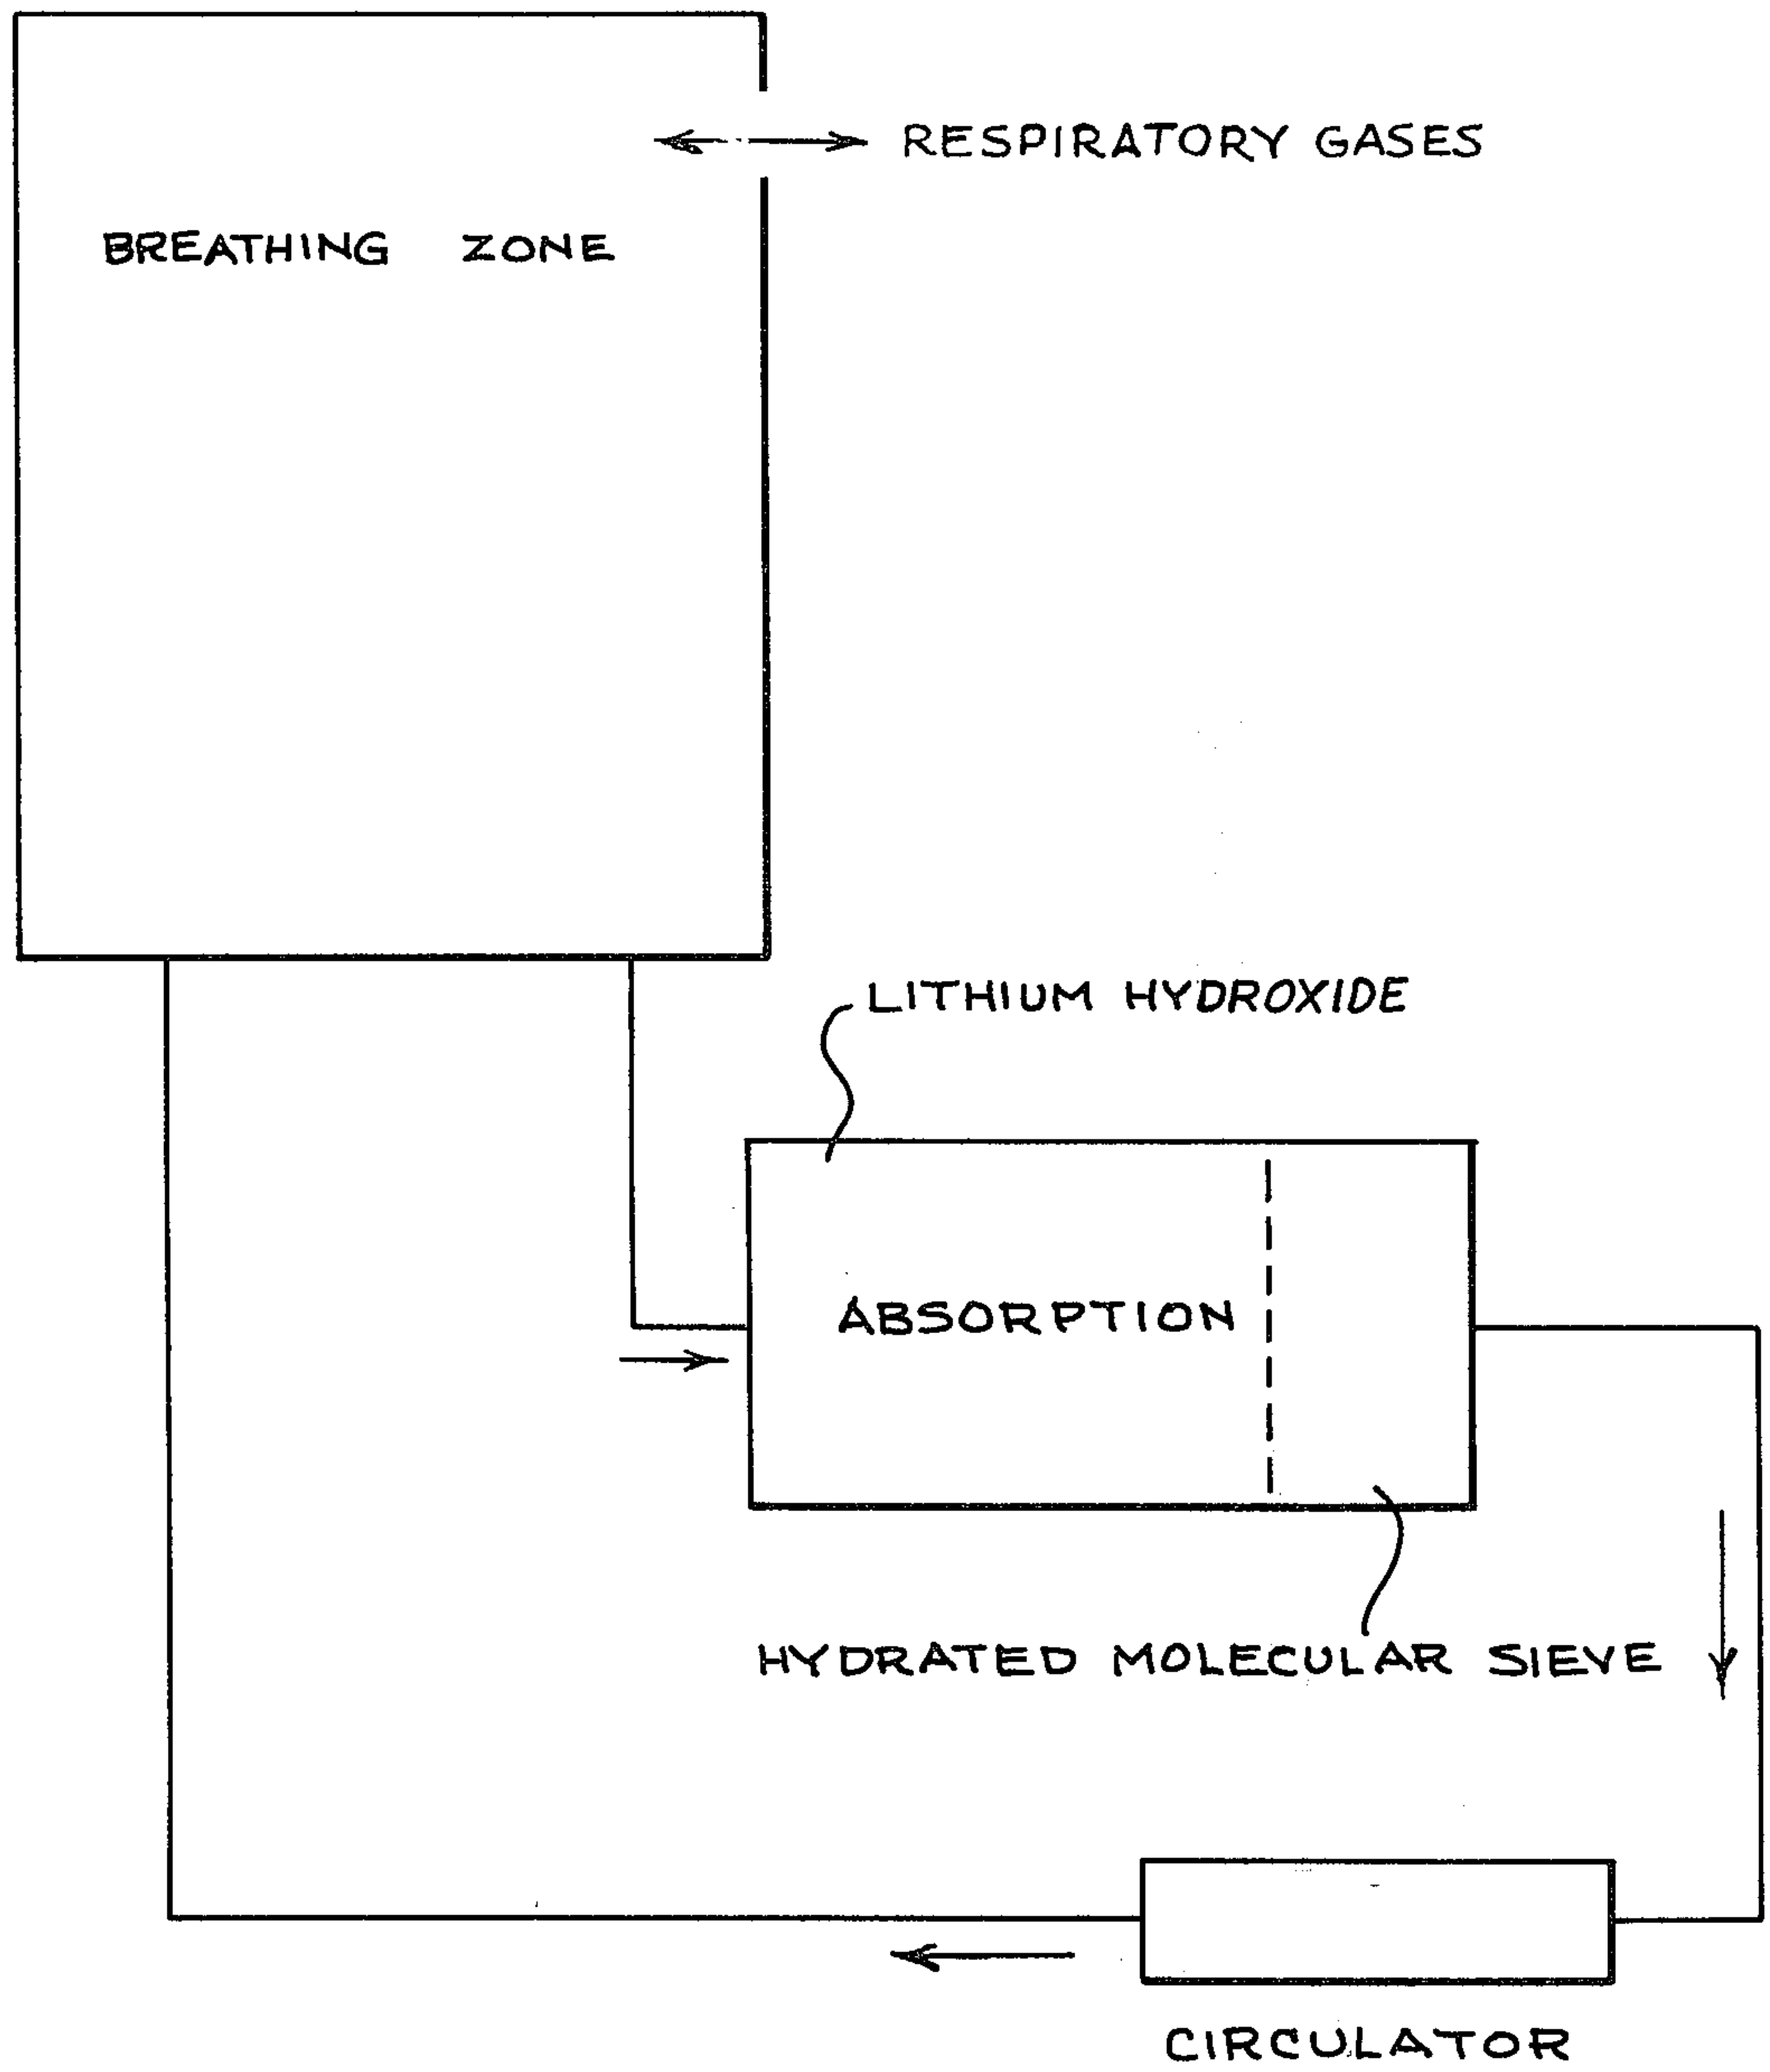 RESPIRATORY GASES
BREATHING ZONE
LITHIUM HYDROXIDE
ABSORPTION
HYDRATED MOLECULAR SIEVE
CIRCULATOR